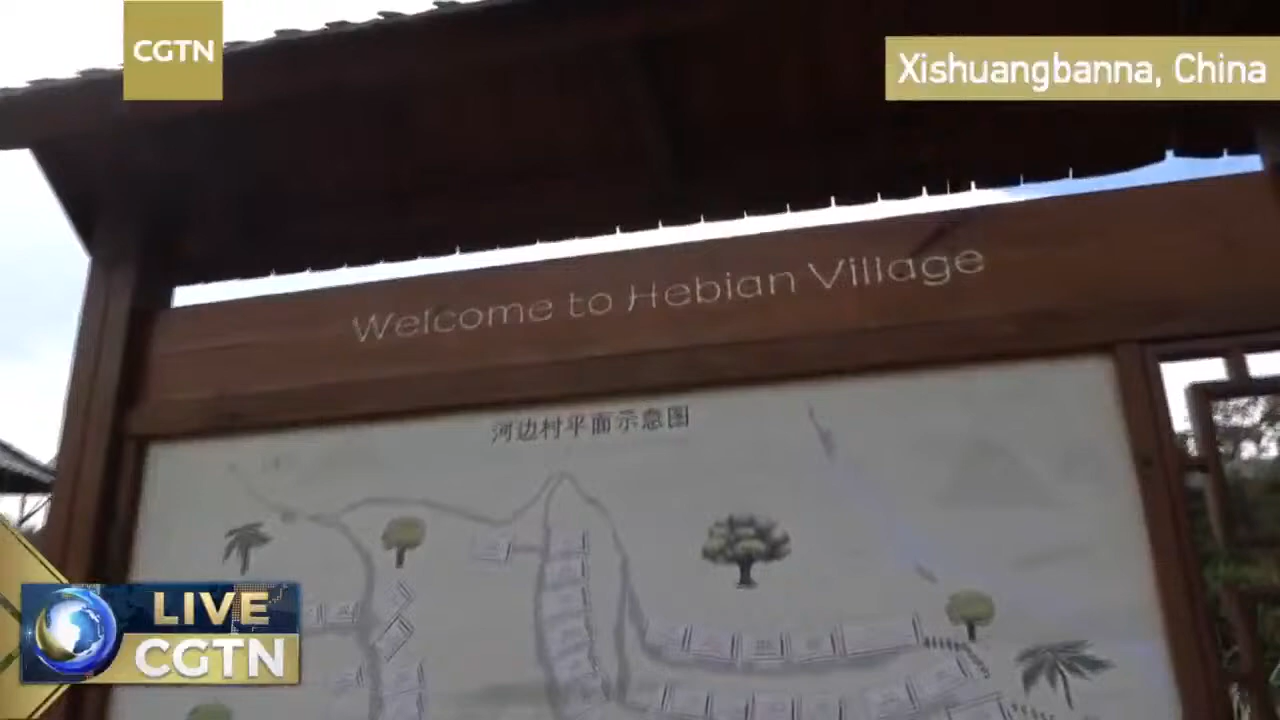 CGTN
Xishuangbanna, China
Welcome to Hebian Village
河边村平面示意图
LIVE
CGTN